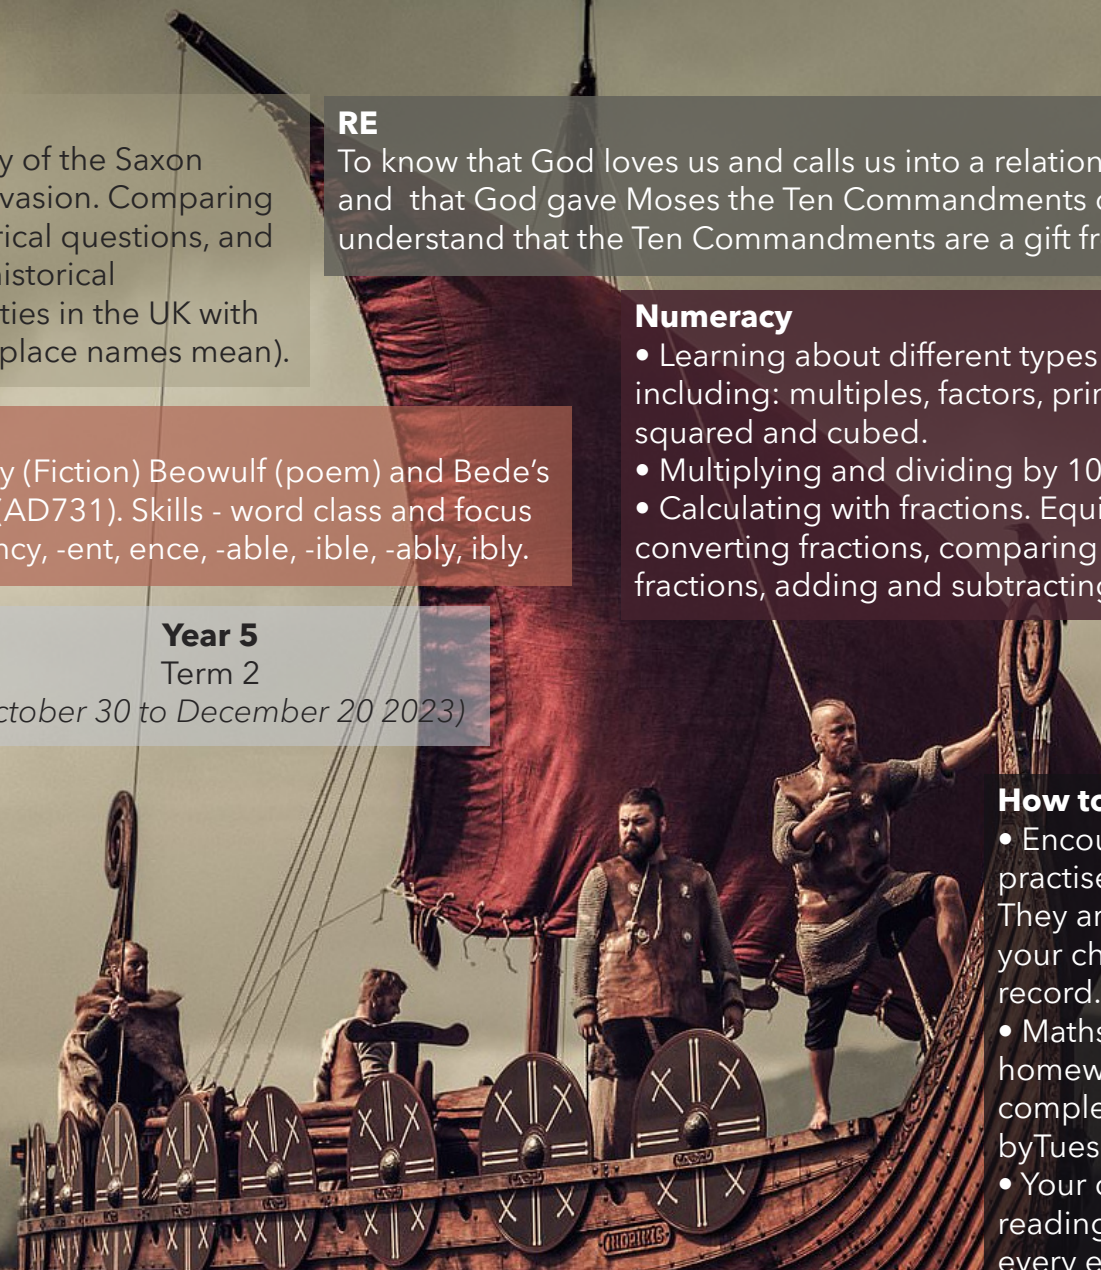 y of the Saxon
vasion. Comparing
rical questions, and
istorical
ties in the UK with
place names mean).
RE
To know that God loves us and calls us into a relation
and  that God gave Moses the Ten Commandments
understand that the Ten Commandments are a gift fr
Numeracy
• Learning about different types
including: multiples, factors, prin
squared and cubed.
• Multiplying and dividing by 10
• Calculating with fractions. Equi
converting fractions, comparing
fractions, adding and subtracting
y (Fiction) Beowulf (poem) and Bede’s
(AD731). Skills - word class and focus
ncy, -ent, ence, -able, -ible, -ably, ibly.
Year 5
Term 2
ctober 30 to December 20 2023)
How to
• Encou
practise
They ar
your ch
record.
• Maths
homew
comple
byTues
• Your
reading
every e